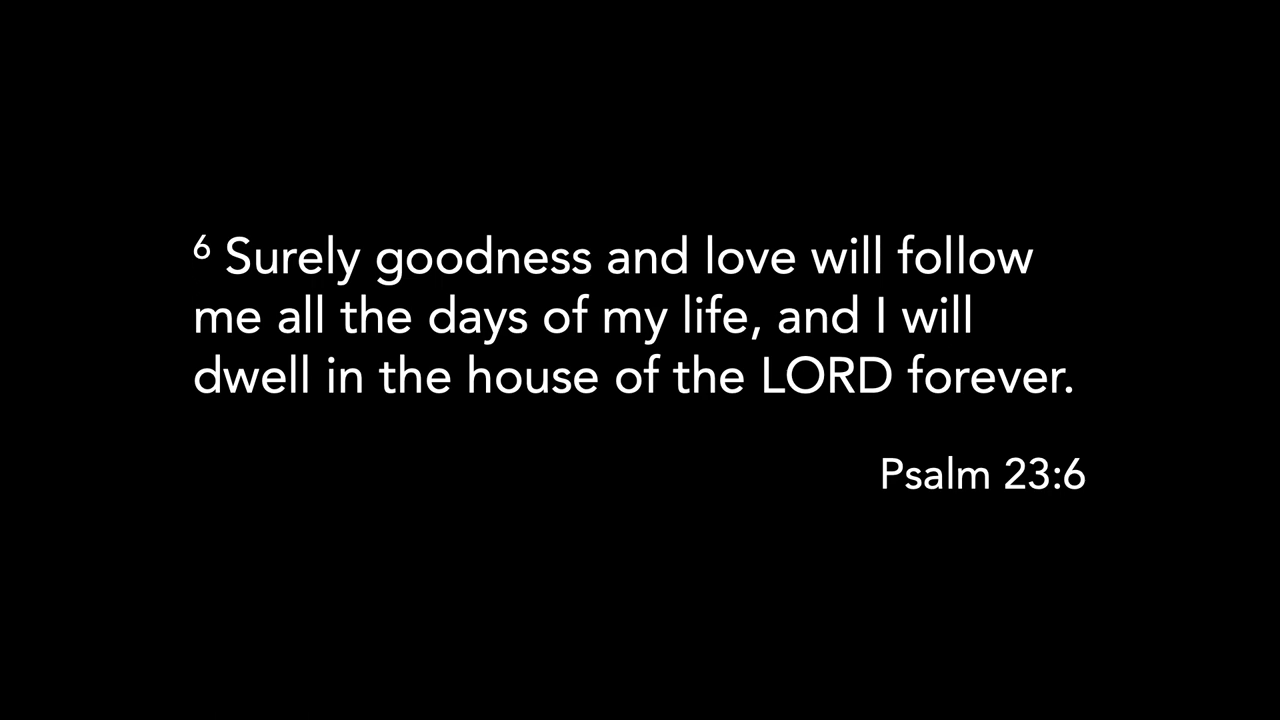 ⁶ Surely goodness and love will follow
me all the days of my life, and I will
dwell in the house of the LORD forever.
Psalm 23:6